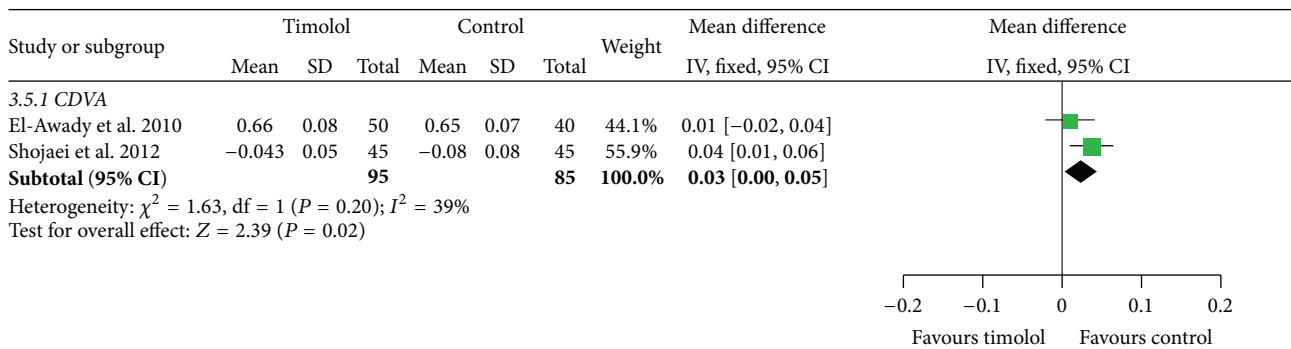 Study or subgroup Timolol Control Weight Mean difference Mean difference
Mean SD Total Mean SD Total IV, fixed, 95% CI IV, fixed, 95% CI
3.5.1 CDVA
El-Awady et al. 2010 0.66 0.08 50 0.65 0.07 40 44.1% 0.01 [−0.02, 0.04]
Shojaei et al. 2012 −0.043 0.05 45 −0.08 0.08 45 55.9% 0.04 [0.01, 0.06]
Subtotal (95% CI) 95 85 100.0% 0.03 [0.00, 0.05]
Heterogeneity: χ² = 1.63, df = 1 (P = 0.20); I² = 39%
Test for overall effect: Z = 2.39 (P = 0.02)
−0.2 −0.1 0 0.1 0.2
Favours timolol Favours control